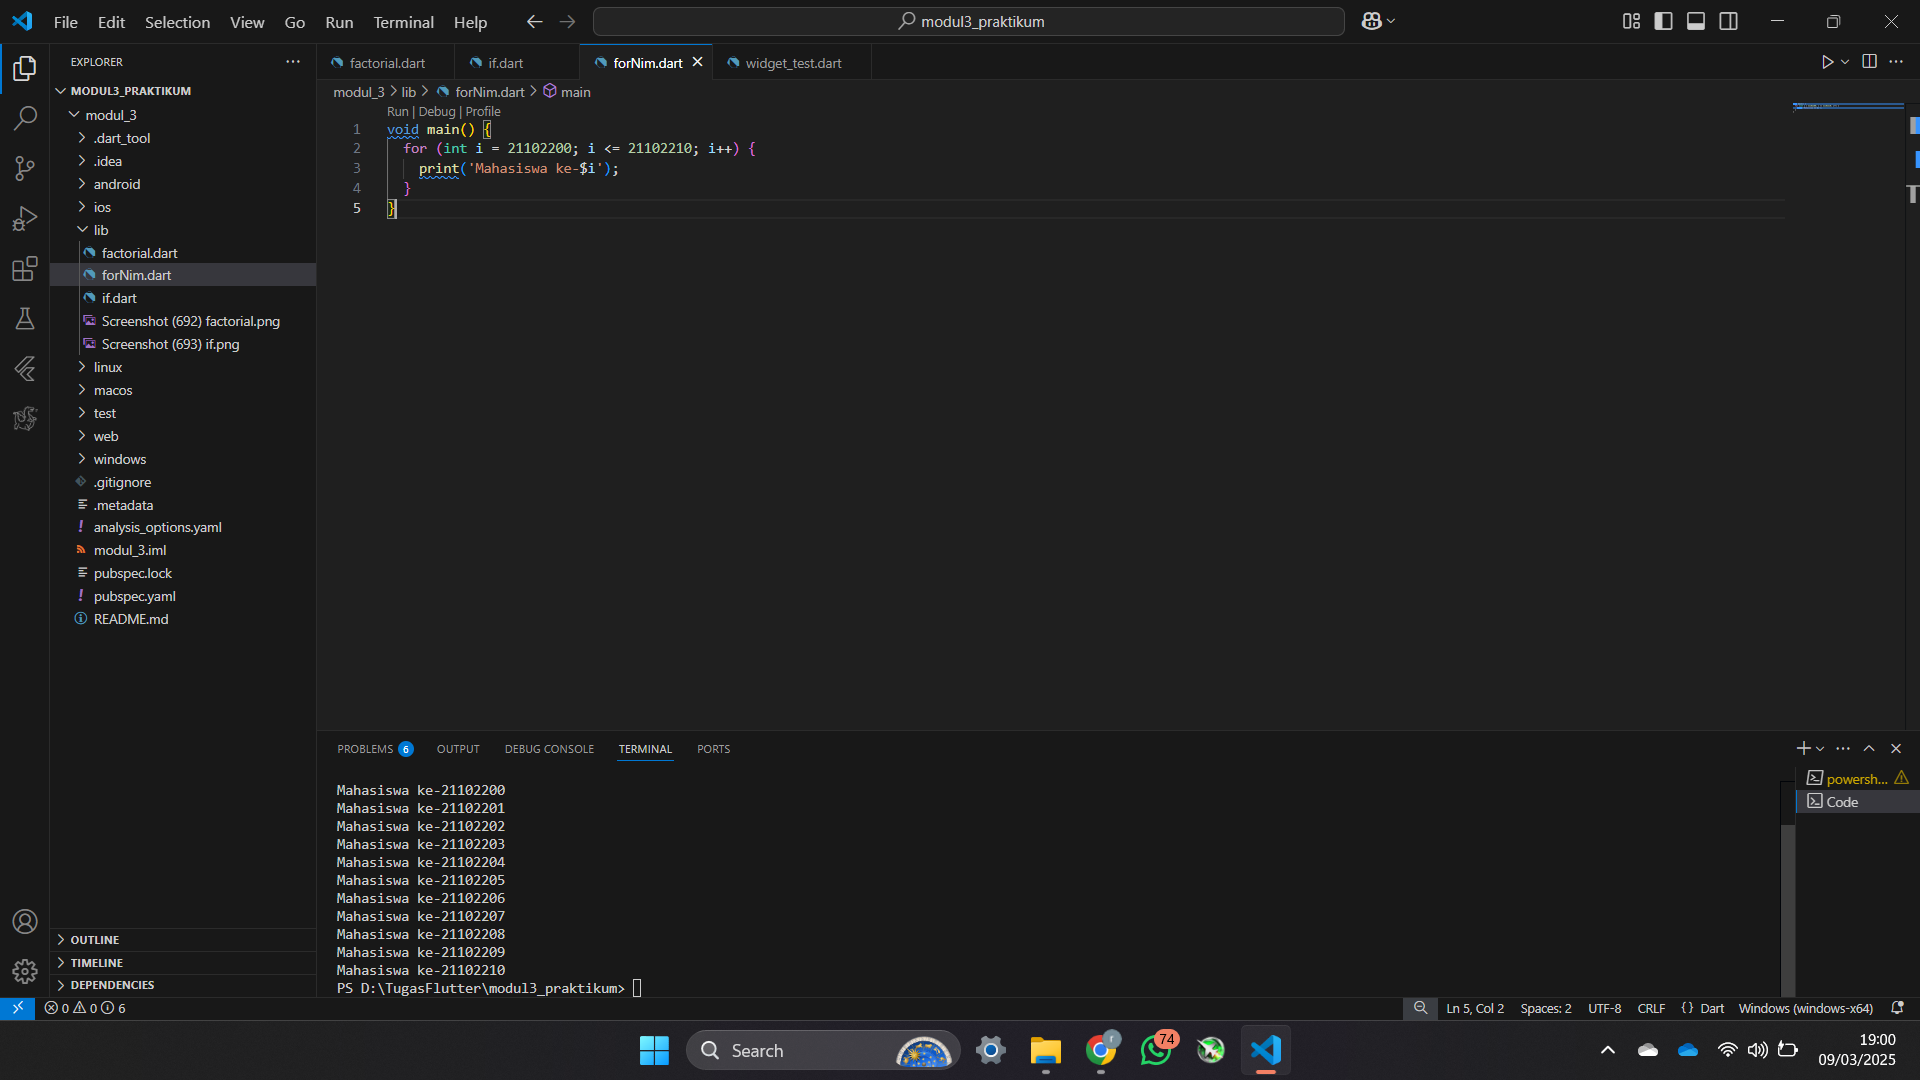 File Edit Selection View Go Run Terminal Help
modul3_praktikum
EXPLORER
MODUL3_PRAKTIKUM
modul_3
.dart_tool
.idea
android
ios
lib
factorial.dart
forNim.dart
if.dart
Screenshot (692) factorial.png
Screenshot (693) if.png
linux
macos
test
web
windows
.gitignore
.metadata
analysis_options.yaml
modul_3.iml
pubspec.lock
pubspec.yaml
README.md
OUTLINE
TIMELINE
DEPENDENCIES
factorial.dart if.dart forNim.dart widget_test.dart
modul_3 > lib > forNim.dart > main
Run | Debug | Profile
1 void main() {
2 for (int i = 21102200; i <= 21102210; i++) {
3 print('Mahasiswa ke-$i');
4 }
5 }
PROBLEMS 6 OUTPUT DEBUG CONSOLE TERMINAL PORTS
Mahasiswa ke-21102200
Mahasiswa ke-21102201
Mahasiswa ke-21102202
Mahasiswa ke-21102203
Mahasiswa ke-21102204
Mahasiswa ke-21102205
Mahasiswa ke-21102206
Mahasiswa ke-21102207
Mahasiswa ke-21102208
Mahasiswa ke-21102209
Mahasiswa ke-21102210
PS D:\TugasFlutter\modul3_praktikum>
powersh...
Code
0 0 6
Ln 5, Col 2 Spaces: 2 UTF-8 CRLF {} Dart Windows (windows-x64)
Search
r
74
19:00
09/03/2025